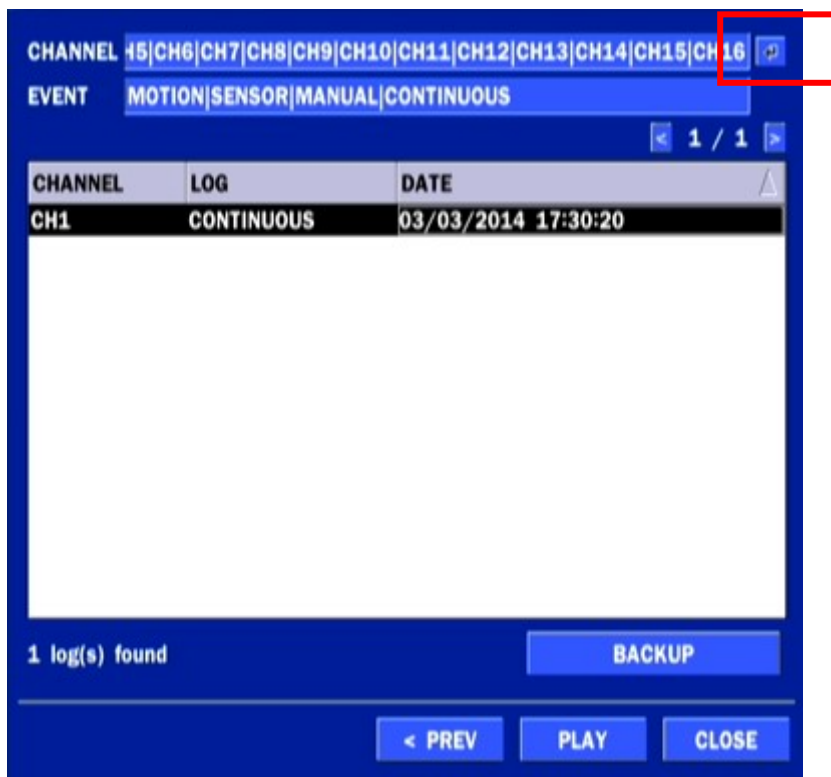 CHANNEL H5|CH6|CH7|CH8|CH9|CH10|CH11|CH12|CH13|CH14|CH15|CH16
EVENT MOTION|SENSOR|MANUAL|CONTINUOUS
< 1 / 1 >
CHANNEL LOG DATE
CH1 CONTINUOUS 03/03/2014 17:30:20
1 log(s) found BACKUP
< PREV PLAY CLOSE